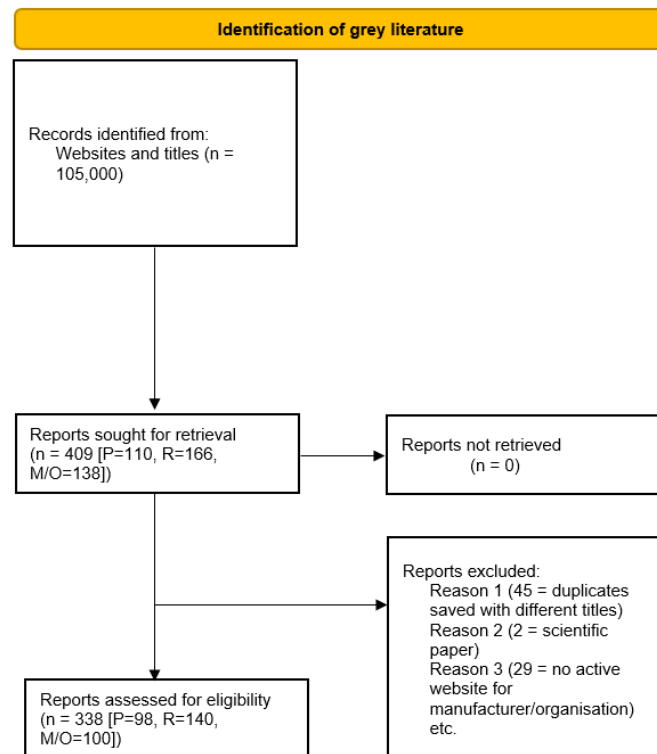 Identification of grey literature
Records identified from:
Websites and titles (n =
105,000)
Reports sought for retrieval
(n = 409 [P=110, R=166,
M/O=138])
Reports not retrieved
(n = 0)
Reports excluded:
Reason 1 (45 = duplicates
saved with different titles)
Reason 2 (2 = scientific
paper)
Reason 3 (29 = no active
website for
manufacturer/organisation)
etc.
Reports assessed for eligibility
(n = 338 [P=98, R=140,
M/O=100])